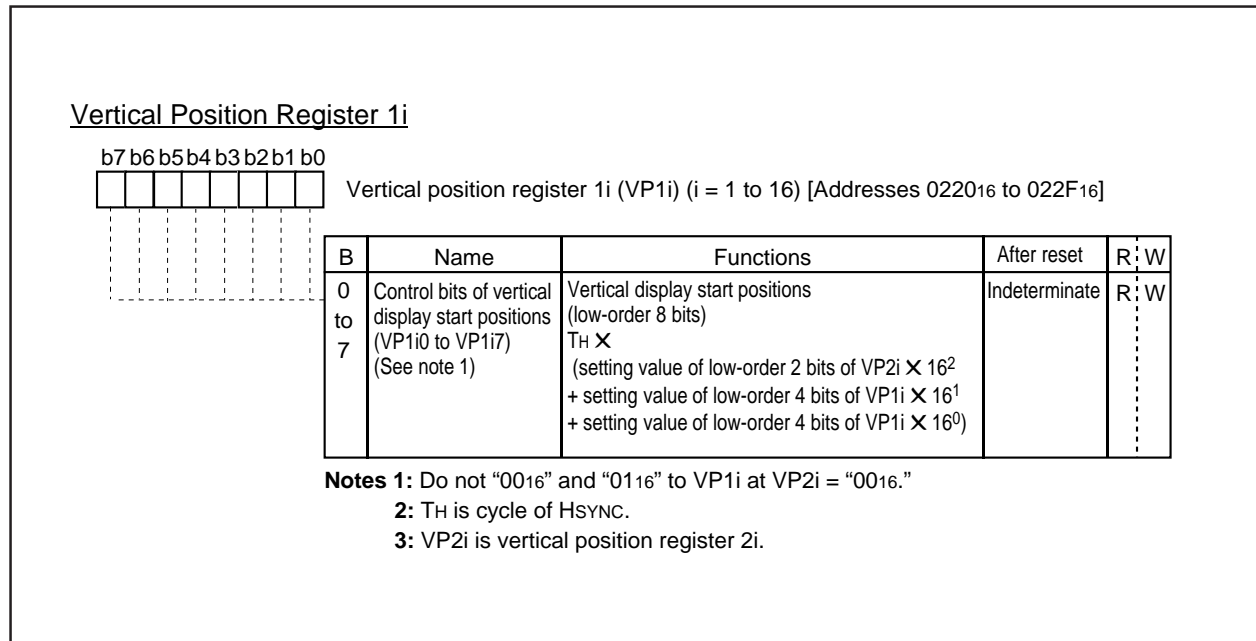 Vertical Position Register 1i
b7 b6 b5 b4 b3 b2 b1 b0
Vertical position register 1i (VP1i) (i = 1 to 16) [Addresses 022016 to 022F16]
B Name Functions After reset R W
0 to 7
Control bits of vertical display start positions (VP1i0 to VP1i7) (See note 1)
Vertical display start positions
(low-order 8 bits)
TH X
(setting value of low-order 2 bits of VP2i X 16²
+ setting value of low-order 4 bits of VP1i X 16¹
+ setting value of low-order 4 bits of VP1i X 16⁰)
Indeterminate R W
Notes 1: Do not “0016” and “0116” to VP1i at VP2i = “0016.”
2: TH is cycle of HSYNC.
3: VP2i is vertical position register 2i.